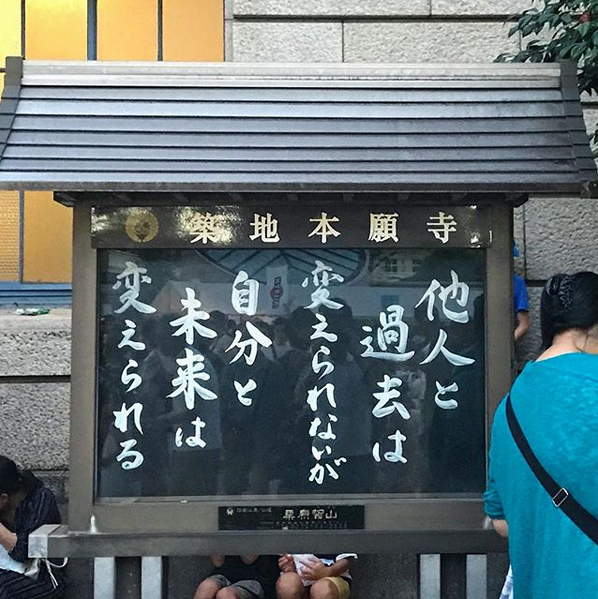 築地本願寺
他人と
過去は
変えられないが
自分と
未来は
変えられる